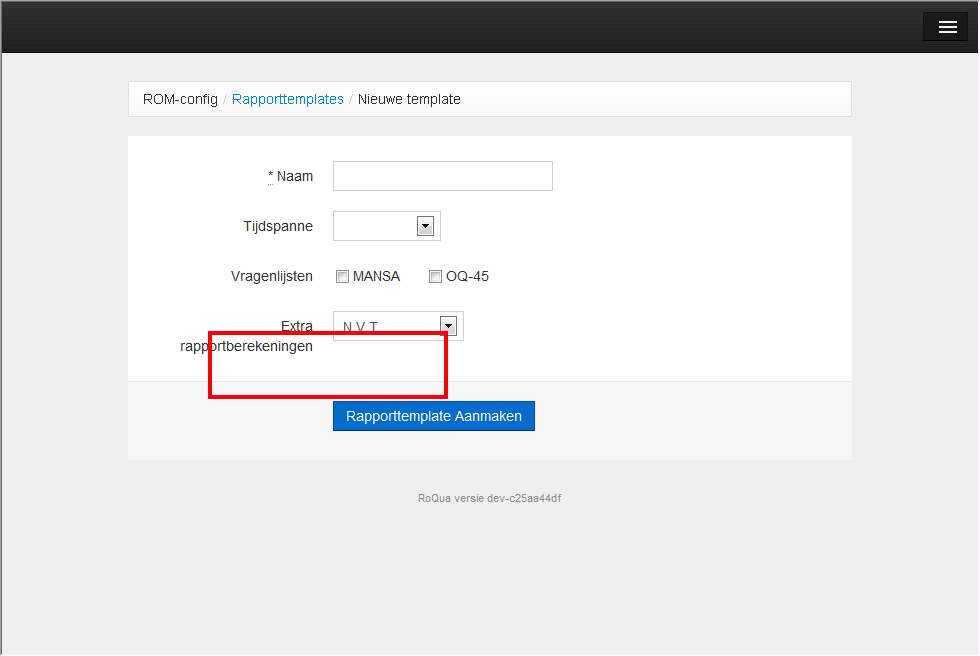 ROM-config / Rapporttemplates / Nieuwe template
* Naam
Tijdspanne
Vragenlijsten MANSA OQ-45
Extra N.V.T.
rapportberekeningen
Rapporttemplate Aanmaken
RoQua versie dev-c25aa44df